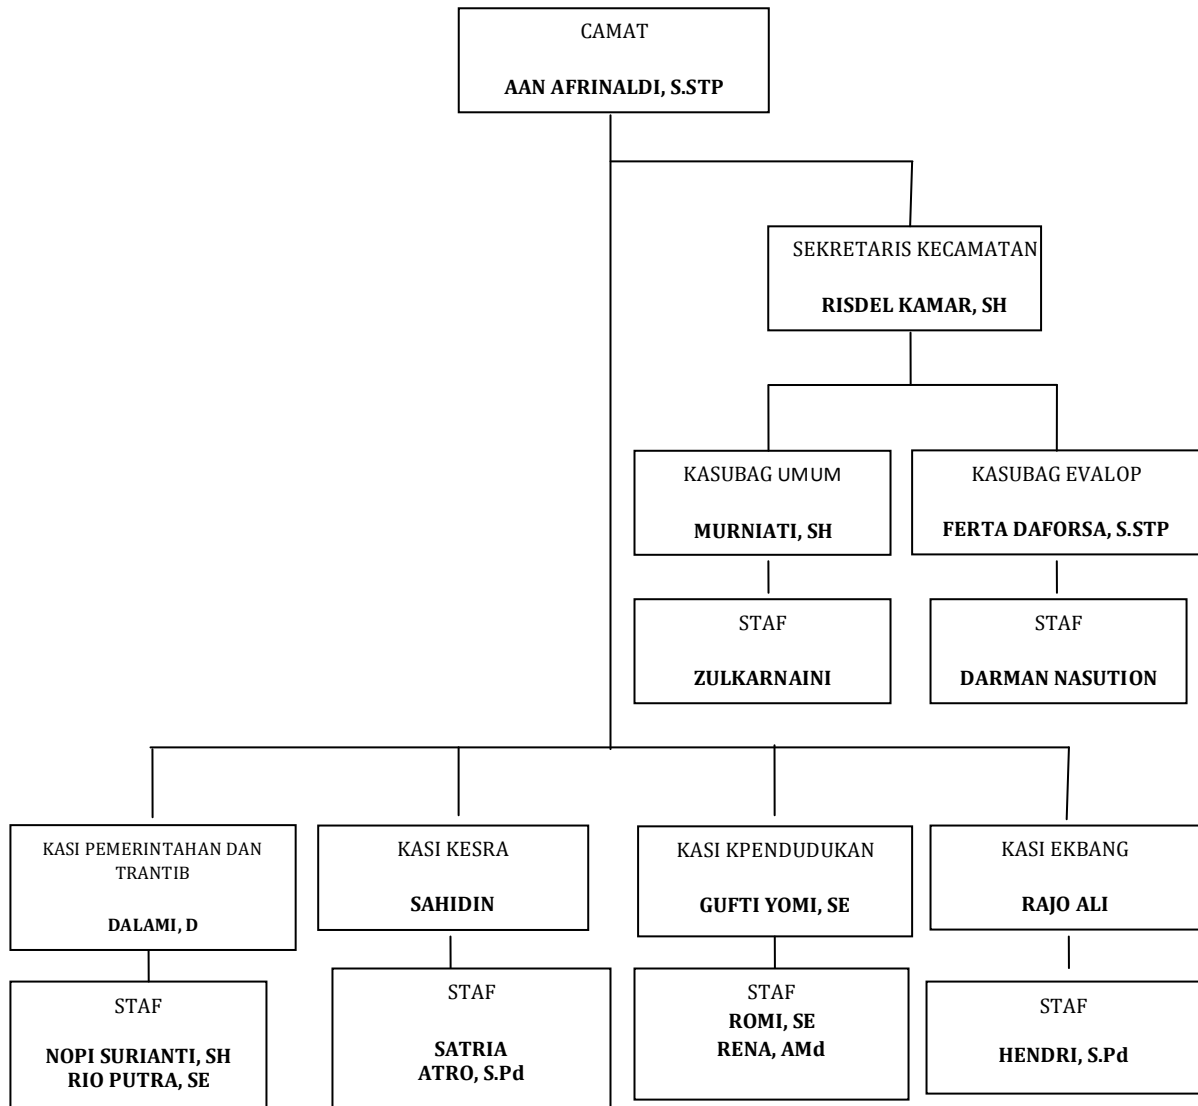 CAMAT
AAN AFRINALDI, S.STP
SEKRETARIS KECAMATAN
RISDEL KAMAR, SH
KASUBAG UMUM
MURNIATI, SH
KASUBAG EVALOP
FERTA DAFORSA, S.STP
STAF
ZULKARNAINI
STAF
DARMAN NASUTION
KASI PEMERINTAHAN DAN
TRANTIB
DALAMI, D
KASI KESRA
SAHIDIN
KASI KPENDUDUKAN
GUFTI YOMI, SE
KASI EKBANG
RAJO ALI
STAF
NOPI SURIANTI, SH
RIO PUTRA, SE
STAF
SATRIA
ATRO, S.Pd
STAF
ROMI, SE
RENA, AMd
STAF
HENDRI, S.Pd